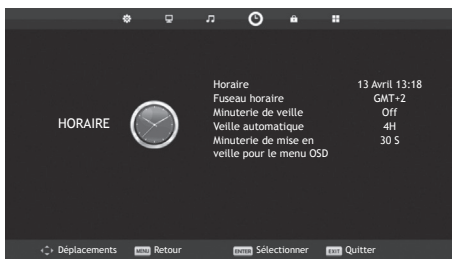 HORAIRE
Horaire 13 Avril 13:18
Fuseau horaire GMT+2
Minuterie de veille Off
Veille automatique 4H
Minuterie de mise en 30 S
veille pour le menu OSD
Déplacements MENU Retour ENTER Sélectionner EXIT Quitter